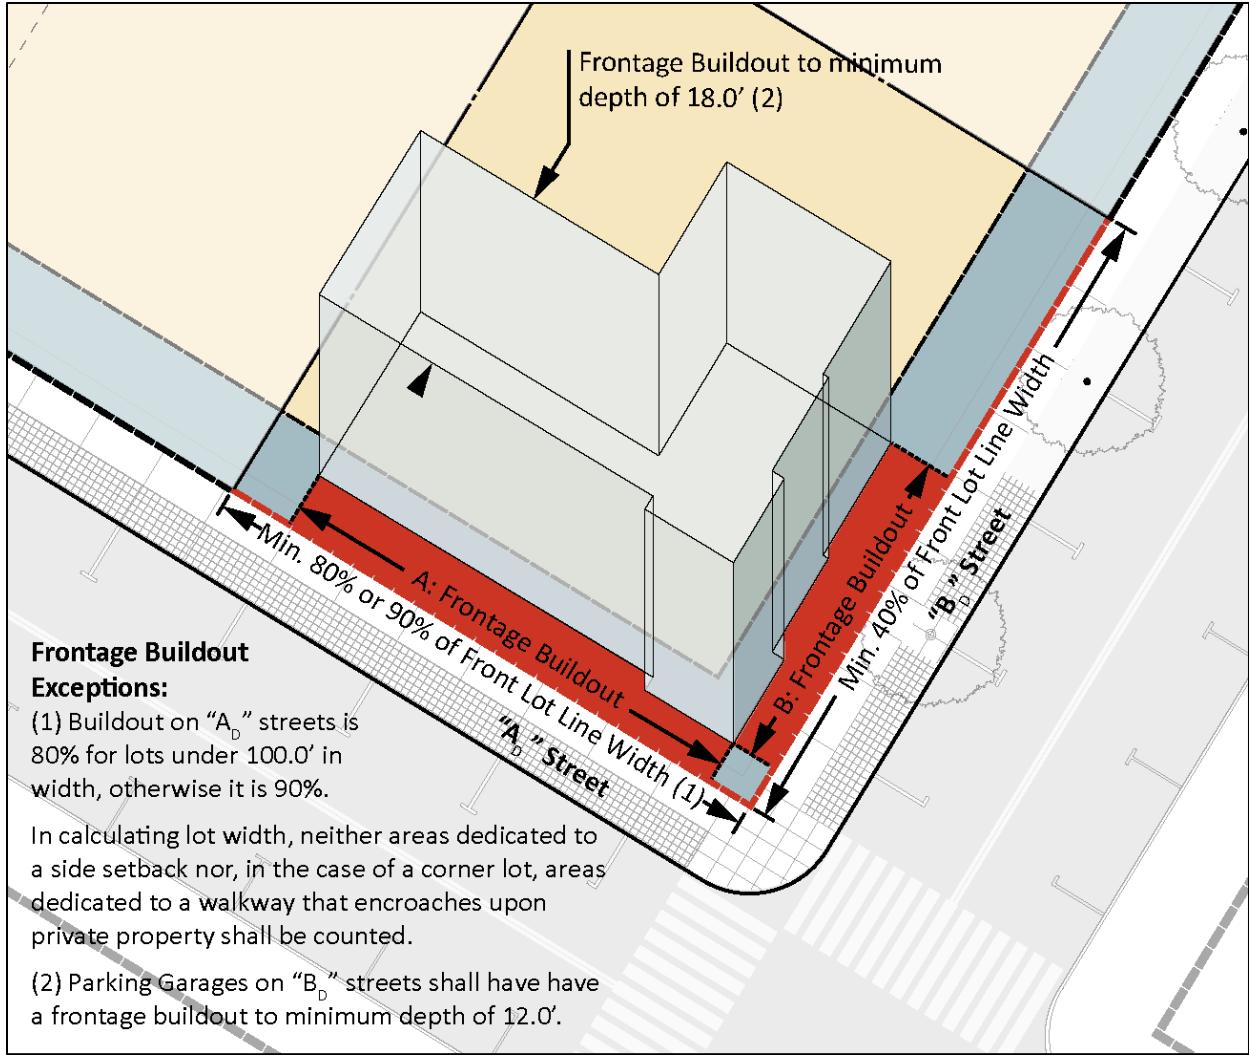 Frontage Buildout to minimum
depth of 18.0’ (2)
A: Frontage Buildout
Min. 80% or 90% of Front Lot Line Width (1)
“A_D” Street
B: Frontage Buildout
Min. 40% of Front Lot Line Width
“B_D” Street
Frontage Buildout
Exceptions:
(1) Buildout on “A_D” streets is
80% for lots under 100.0’ in
width, otherwise it is 90%.
In calculating lot width, neither areas dedicated to
a side setback nor, in the case of a corner lot, areas
dedicated to a walkway that encroaches upon
private property shall be counted.
(2) Parking Garages on “B_D” streets shall have have
a frontage buildout to minimum depth of 12.0’.